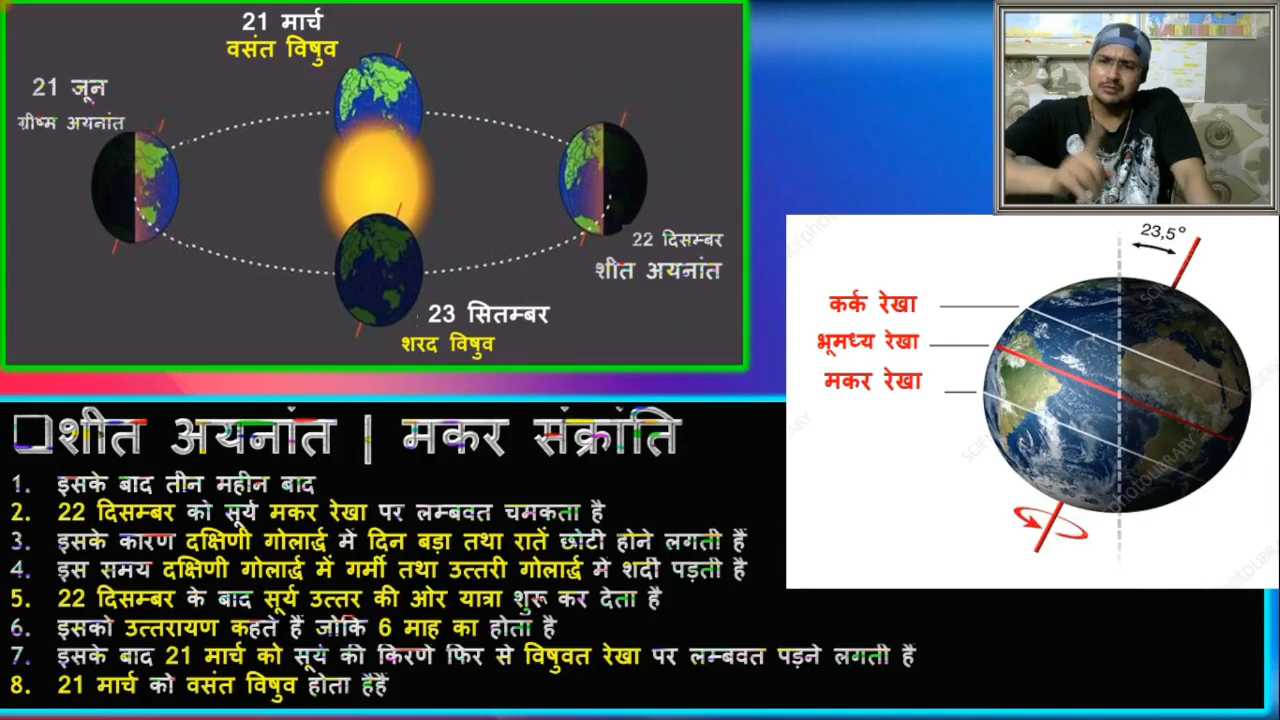 21 मार्च
वसंत विषुव
21 जून
ग्रीष्म अयनांत
22 दिसम्बर
शीत अयनांत
23 सितम्बर
शरद विषुव
23,5°
कर्क रेखा
भूमध्य रेखा
मकर रेखा
शीत अयनांत | मकर संक्रांति
1. इसके बाद तीन महीन बाद
2. 22 दिसम्बर को सूर्य मकर रेखा पर लम्बवत चमकता है
3. इसके कारण दक्षिणी गोलार्द्ध में दिन बड़ा तथा रातें छोटी होने लगती हैं
4. इस समय दक्षिणी गोलार्द्ध में गर्मी तथा उत्तरी गोलार्द्ध मे शर्दी पड़ती है
5. 22 दिसम्बर के बाद सूर्य उत्तर की ओर यात्रा शुरू कर देता है
6. इसको उत्तरायण कहते हैं जोकि 6 माह का होता है
7. इसके बाद 21 मार्च को सूर्य की किरणे फिर से विषुवत रेखा पर लम्बवत पड़ने लगती हैं
8. 21 मार्च को वसंत विषुव होता हैहैं